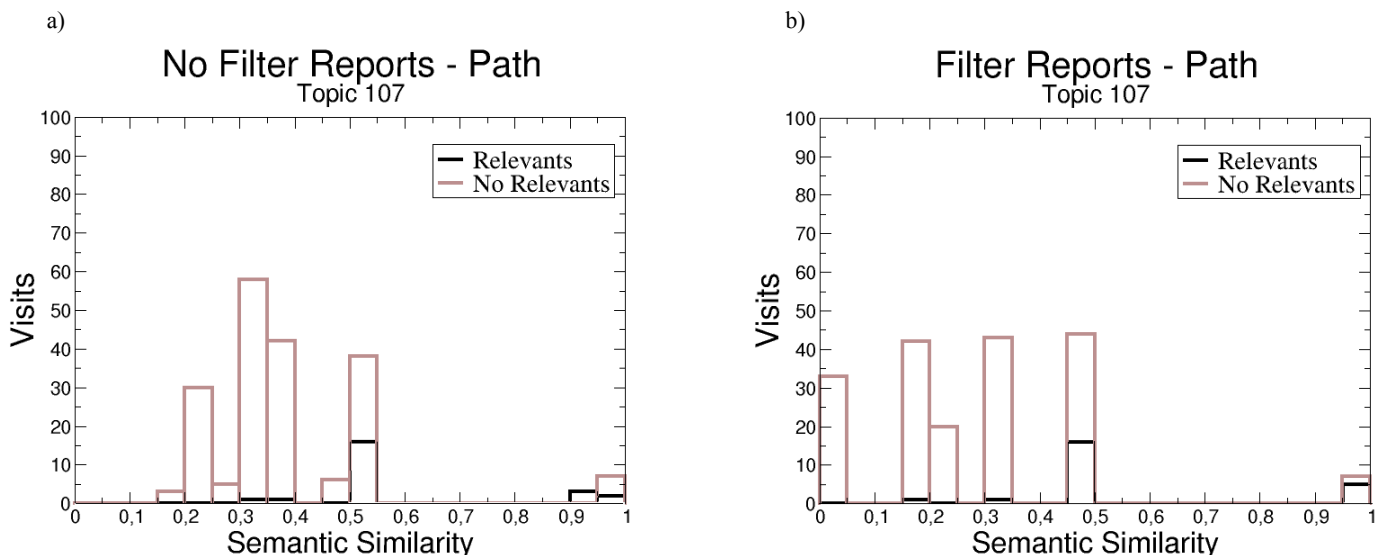 a)
No Filter Reports - Path
Topic 107
100
90
80
70
60
50
40
30
20
10
0
Visits
Relevants
No Relevants
0 0,1 0,2 0,3 0,4 0,5 0,6 0,7 0,8 0,9 1
Semantic Similarity
b)
Filter Reports - Path
Topic 107
100
90
80
70
60
50
40
30
20
10
0
Visits
Relevants
No Relevants
0 0,1 0,2 0,3 0,4 0,5 0,6 0,7 0,8 0,9 1
Semantic Similarity